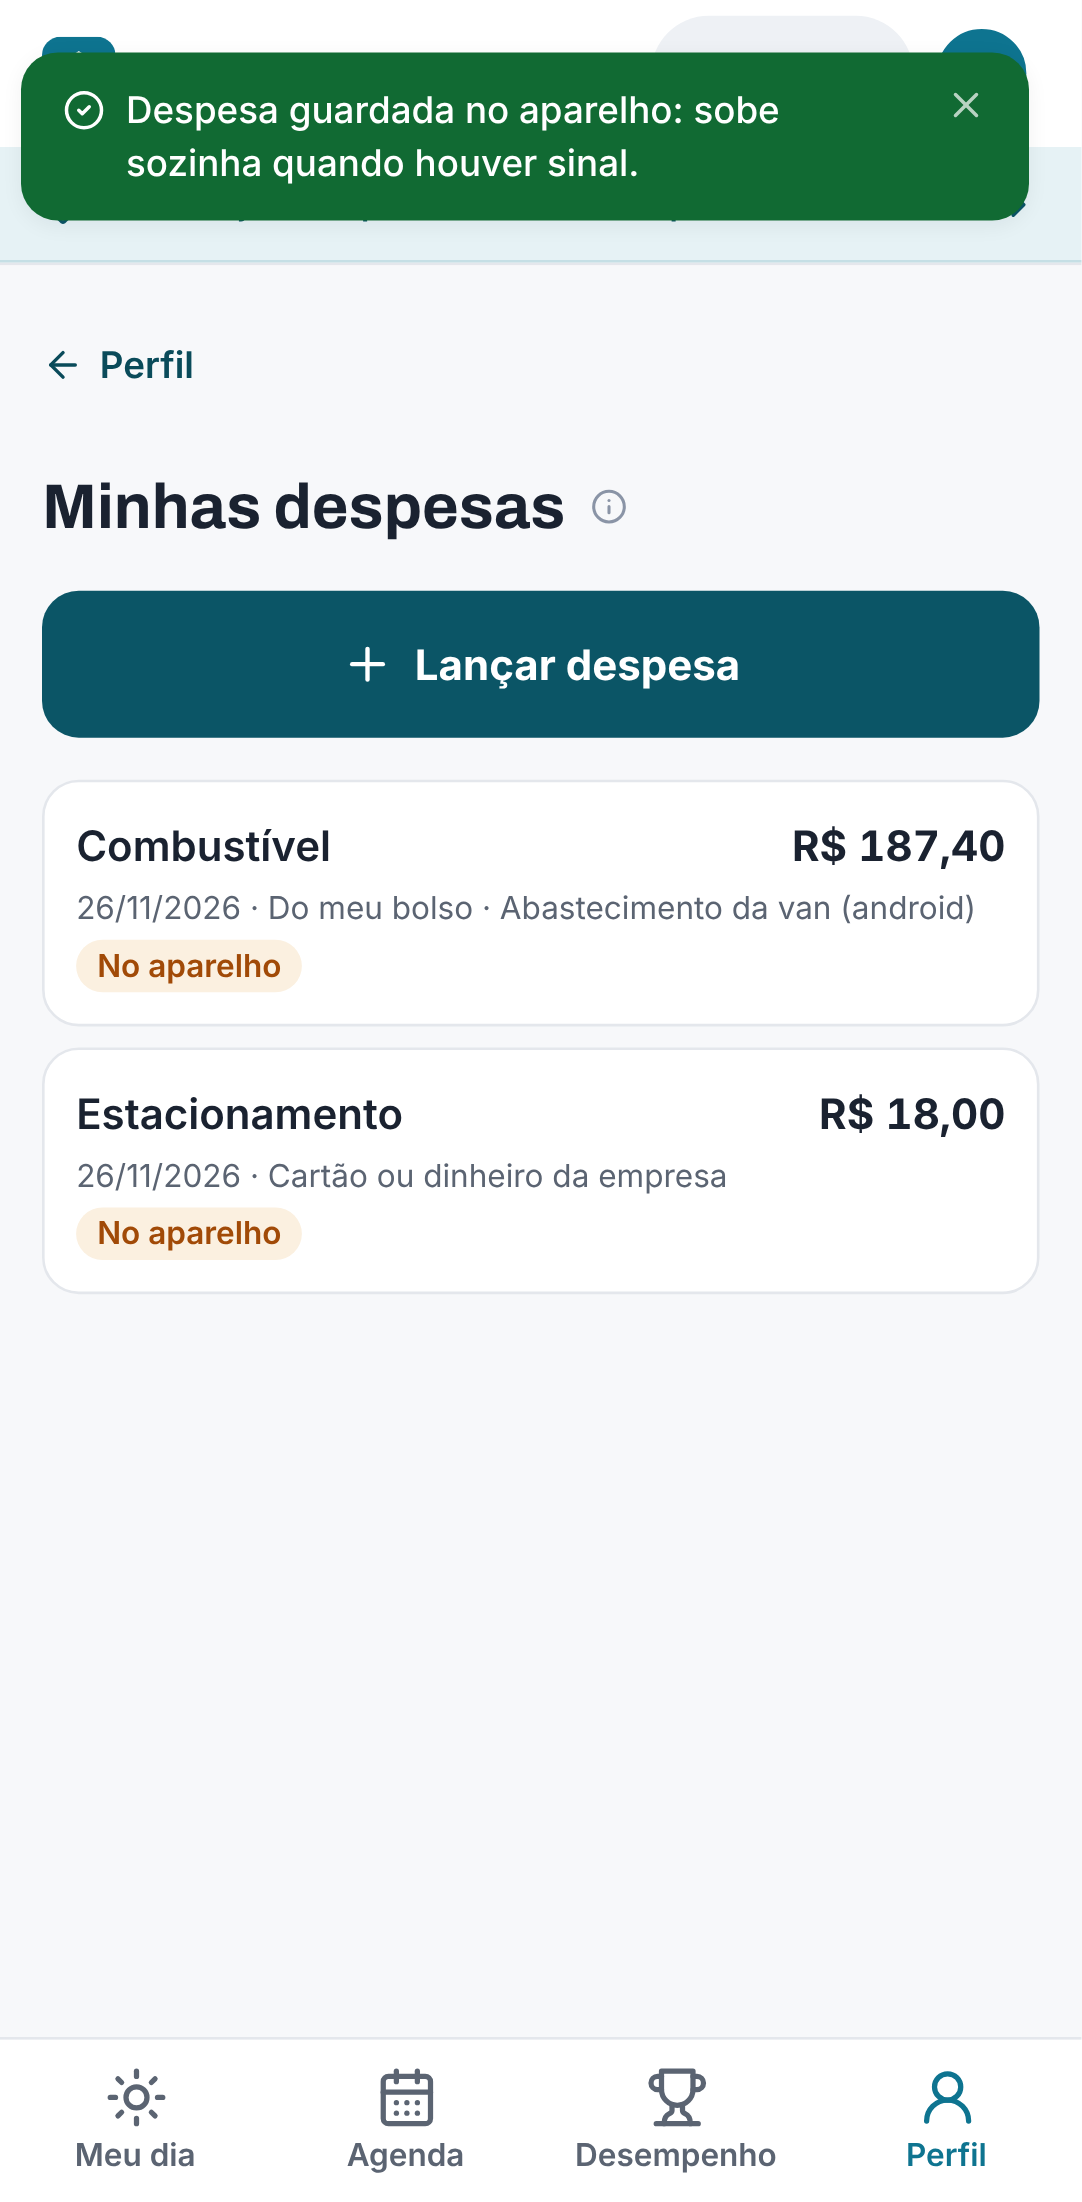 Despesa guardada no aparelho: sobe
sozinha quando houver sinal.
Perfil
Minhas despesas
Lançar despesa
Combustível
R$ 187,40
26/11/2026 · Do meu bolso · Abastecimento da van (android)
No aparelho
Estacionamento
R$ 18,00
26/11/2026 · Cartão ou dinheiro da empresa
No aparelho
Meu dia
Agenda
Desempenho
Perfil